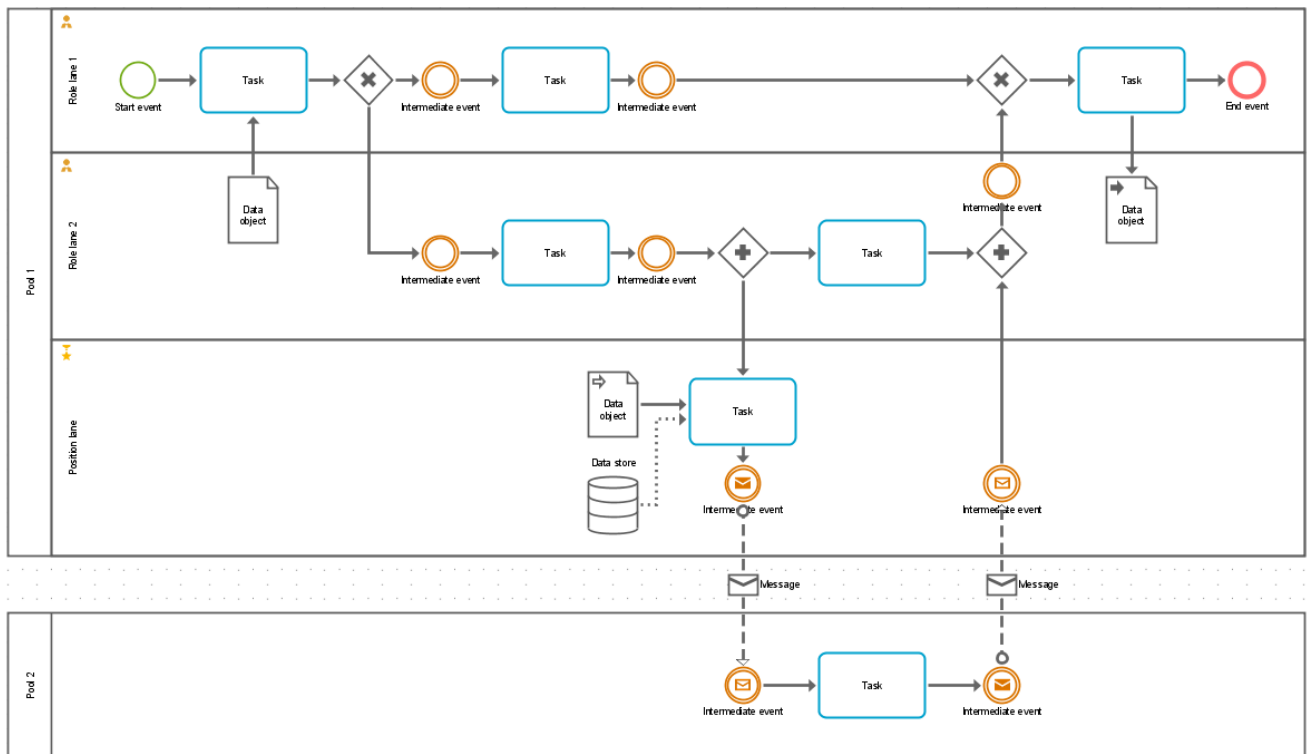 Pool 1
Role lane 1
Start event
Task
Intermediate event
Task
Intermediate event
Task
End event
Role lane 2
Data
object
Intermediate event
Task
Intermediate event
Task
Intermediate event
Data
object
Position lane
Data
object
Data store
Task
Intermediate event
Intermediate event
Message
Message
Pool 2
Intermediate event
Task
Intermediate event